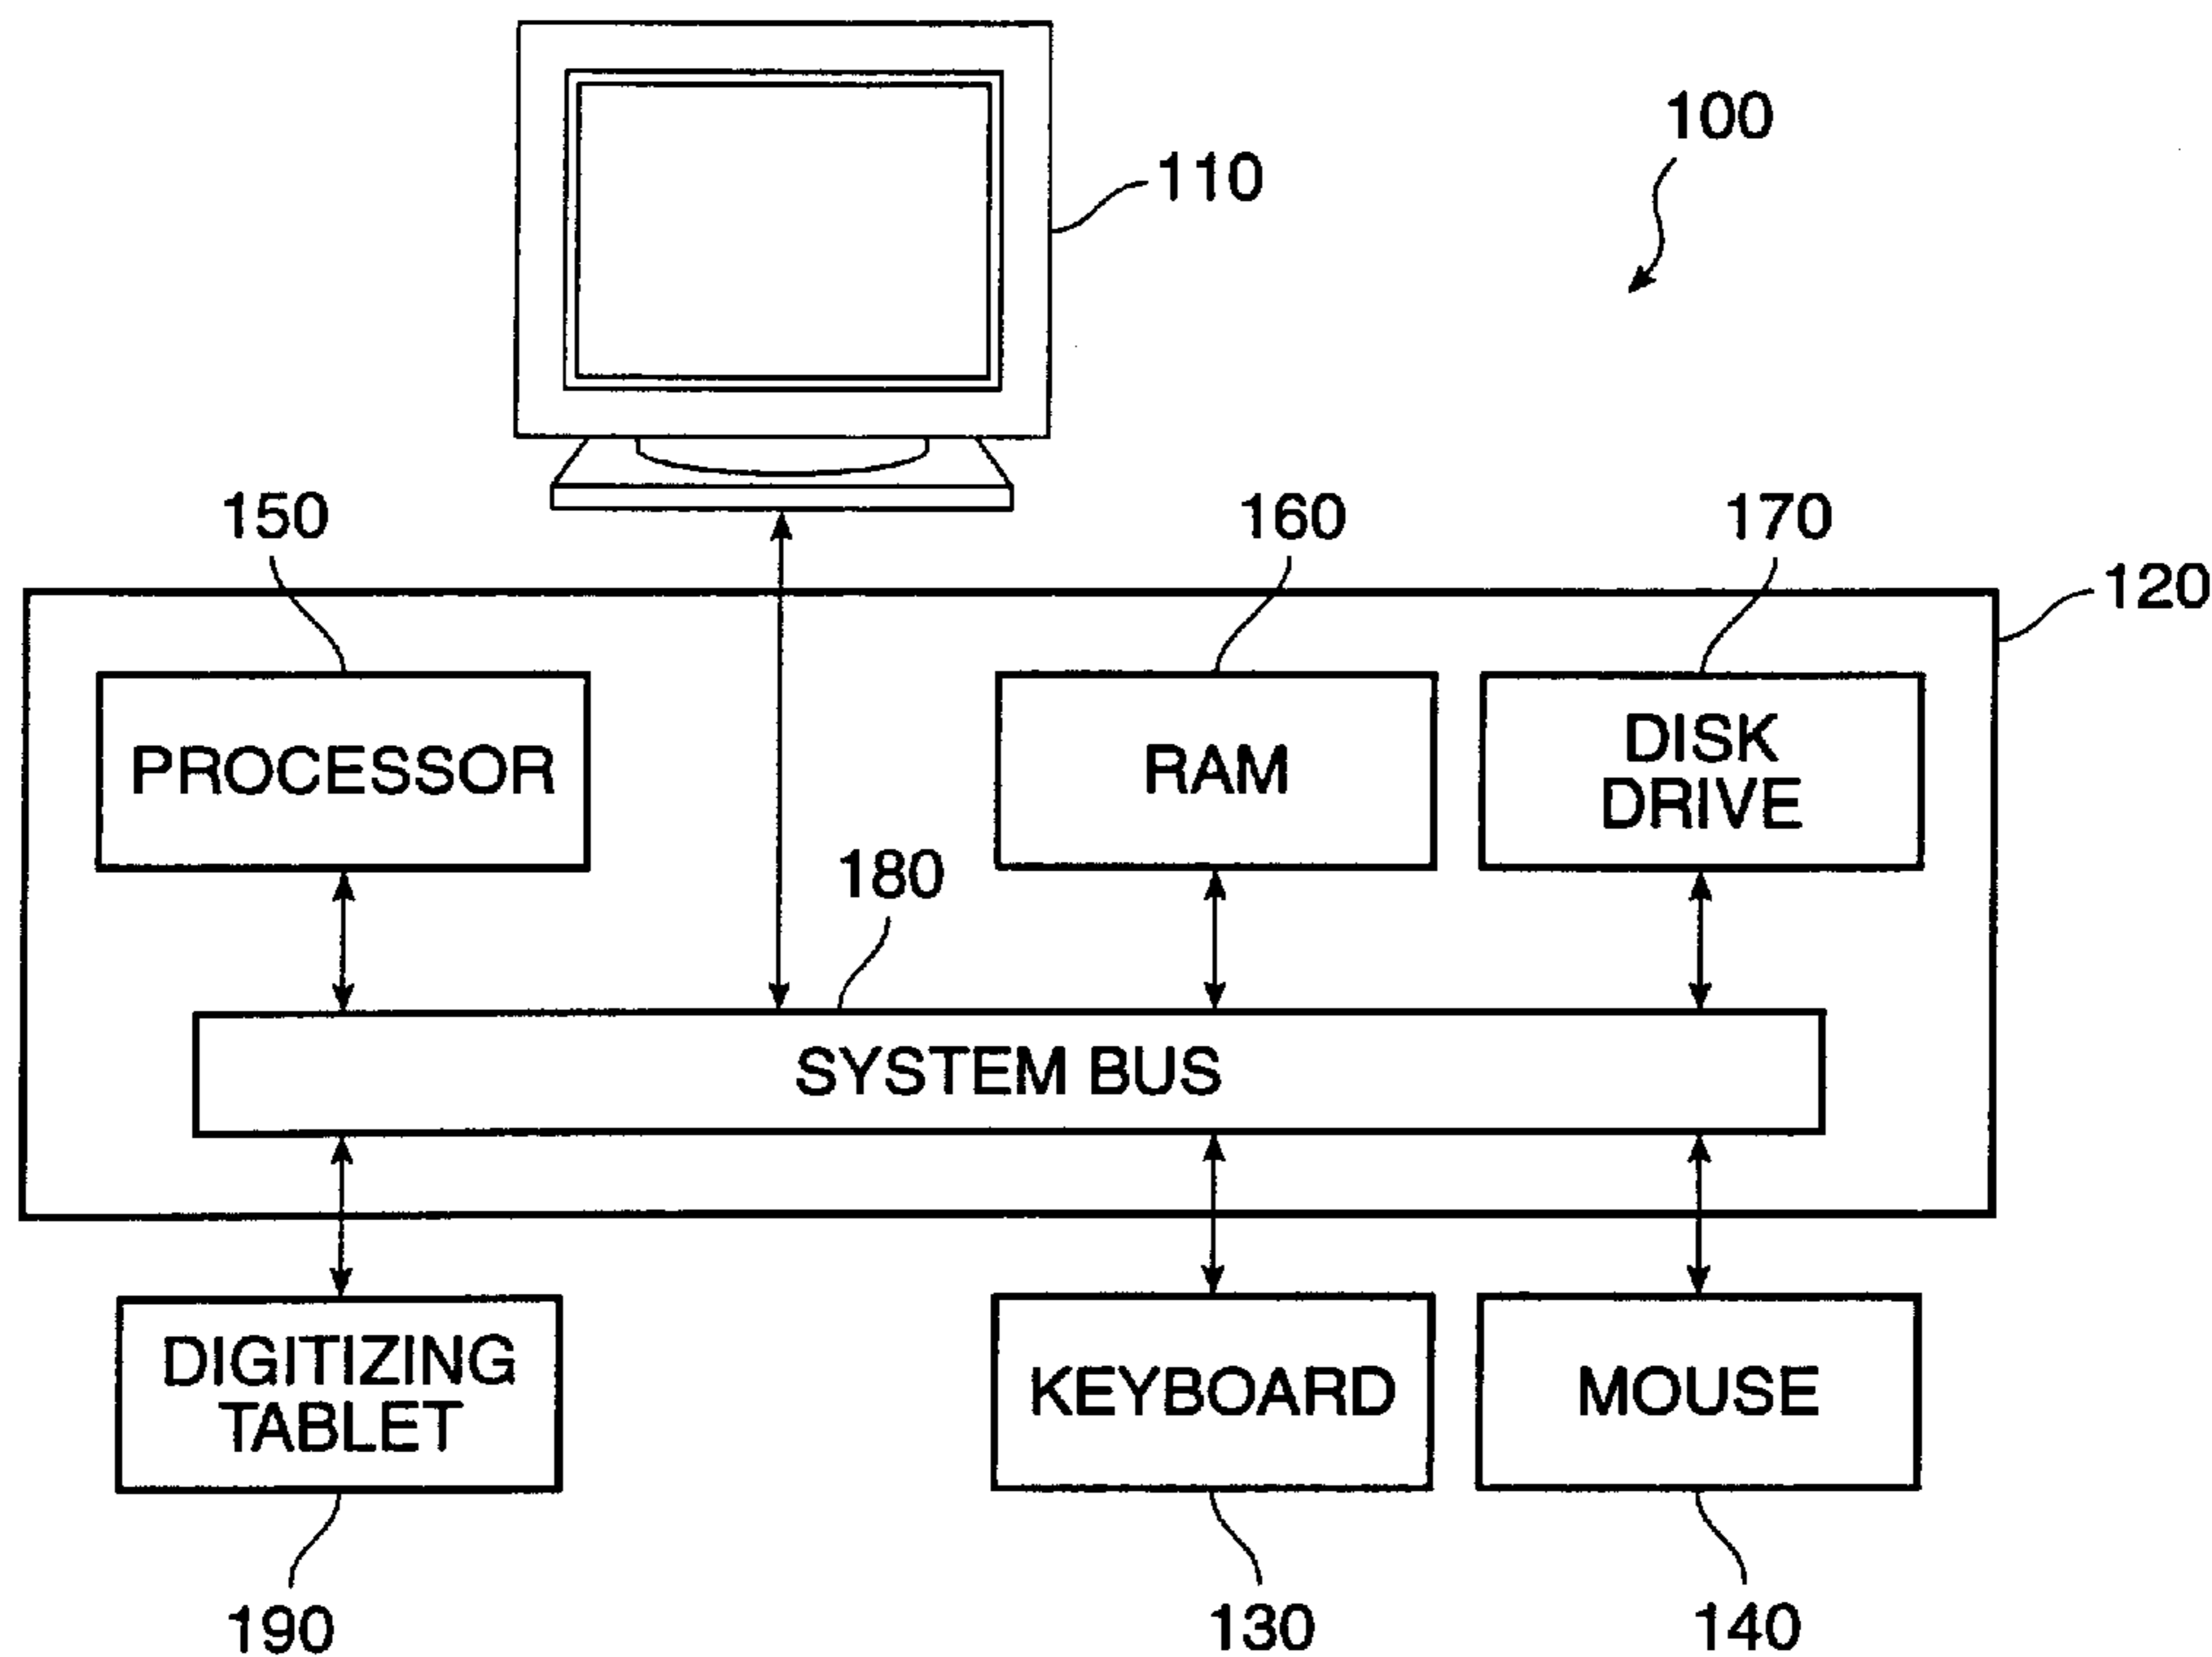 100
110
150
160
170
120
PROCESSOR
RAM
DISK
DRIVE
180
SYSTEM BUS
DIGITIZING
TABLET
KEYBOARD
MOUSE
190
130
140